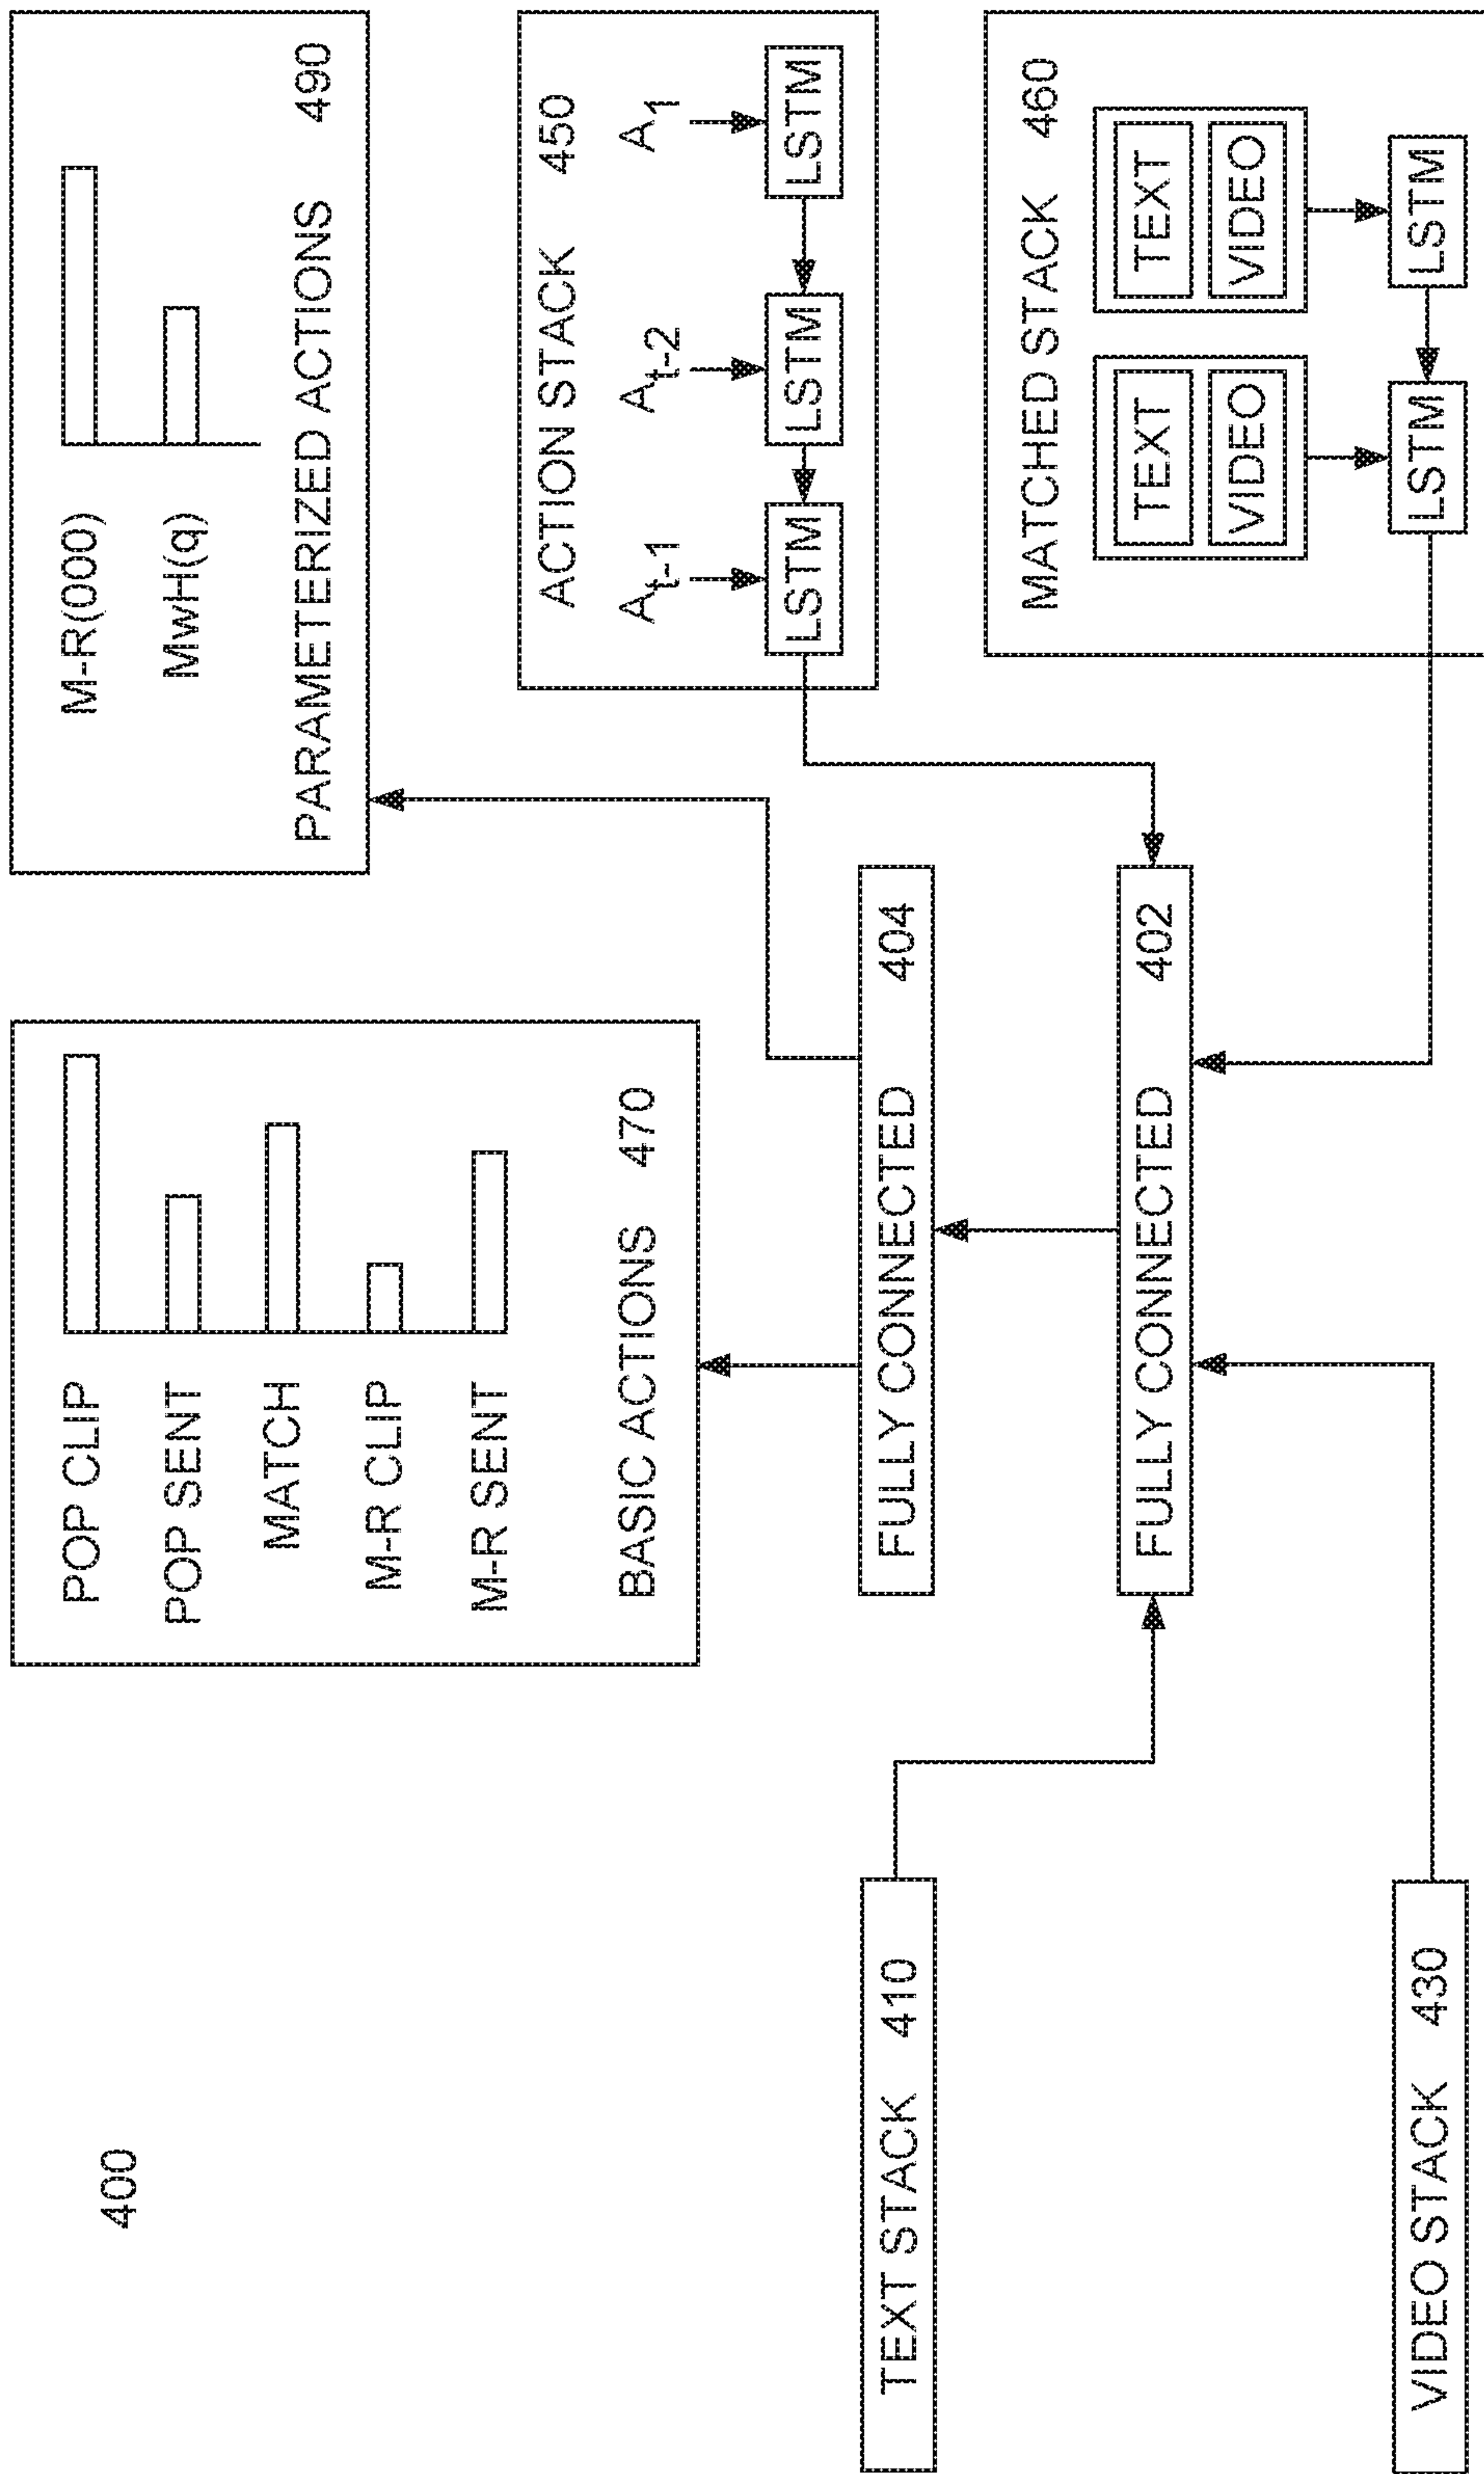 400
POP CLIP
POP SENT
MATCH
M-R CLIP
M-R SENT
BASIC ACTIONS 470
M-R(000)
MwH(q)
PARAMETERIZED ACTIONS 490
TEXT STACK 410
FULLY CONNECTED 404
FULLY CONNECTED 402
VIDEO STACK 430
ACTION STACK 450
At-1 At-2 A1
LSTM LSTM LSTM
MATCHED STACK 460
TEXT TEXT
VIDEO VIDEO
LSTM LSTM